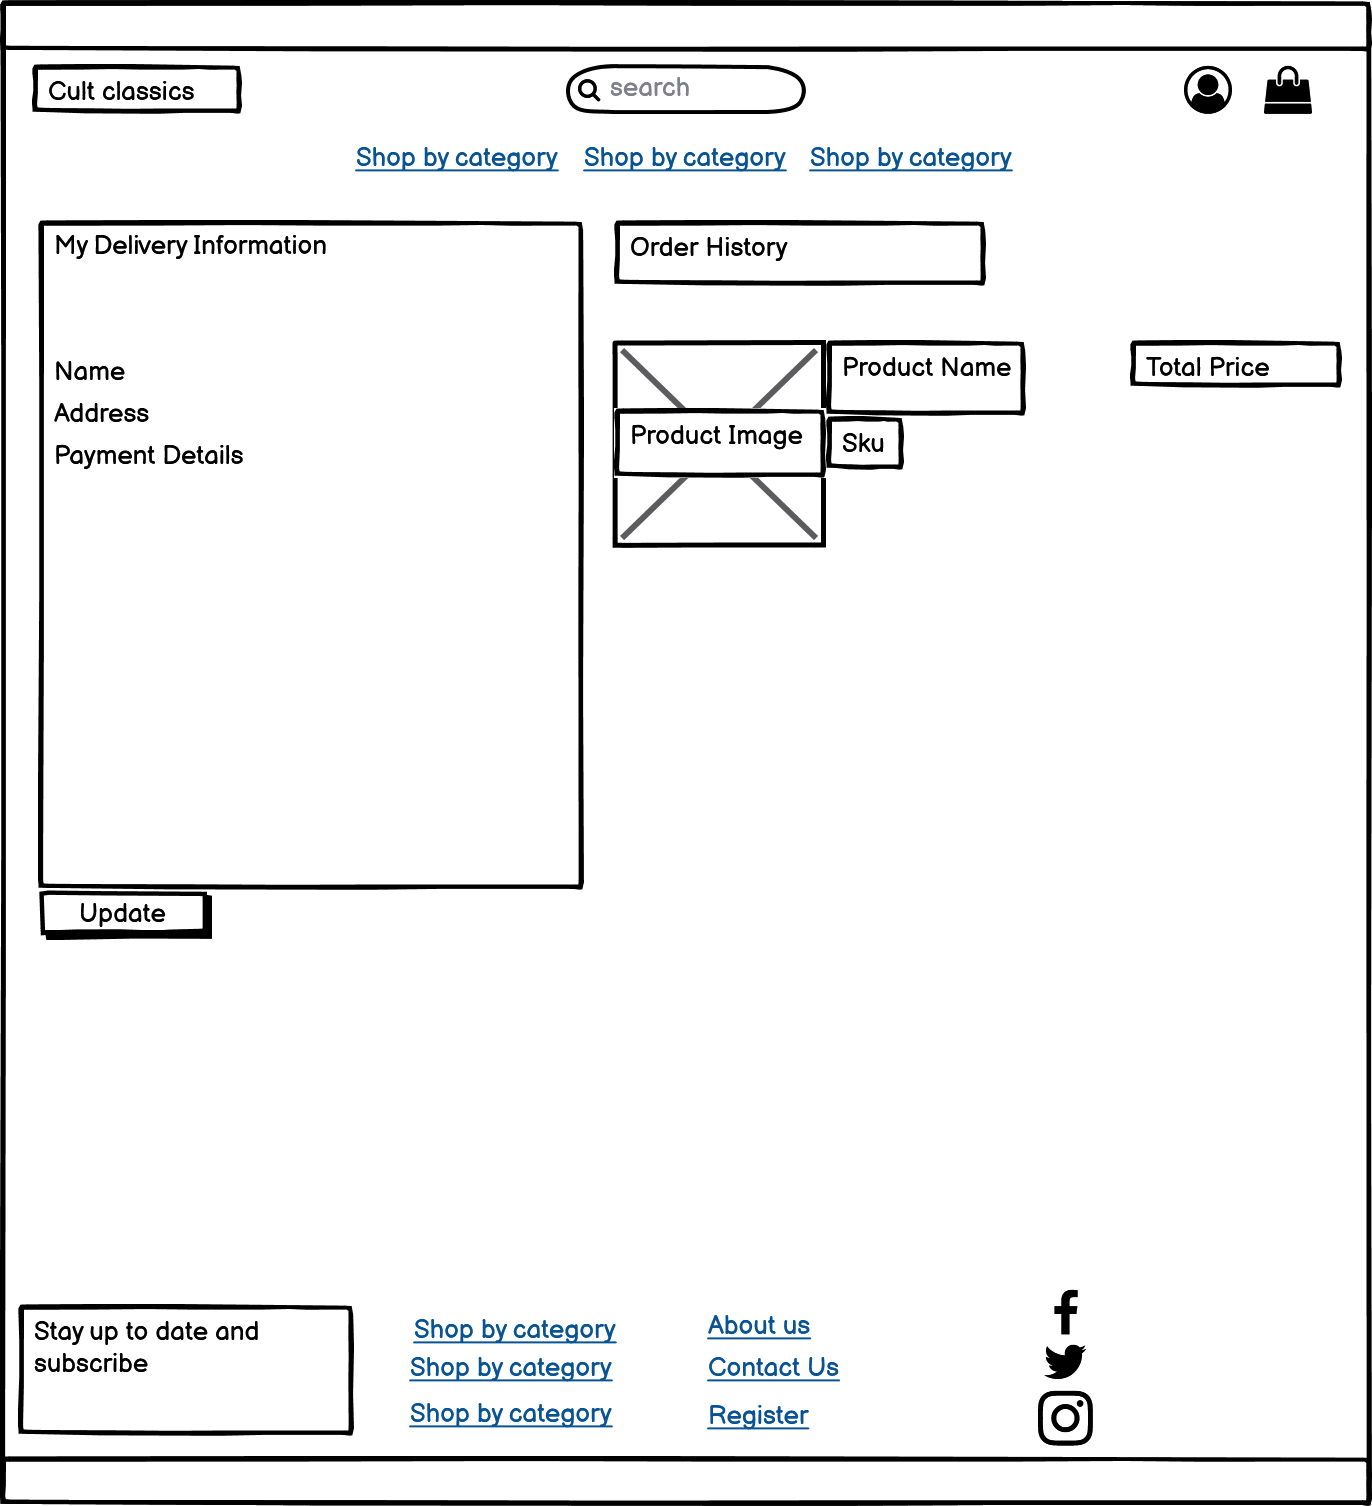 Cult classics
search
Shop by category
Shop by category
Shop by category
My Delivery Information
Name
Address
Payment Details
Update
Order History
Product Image
Product Name
Sku
Total Price
Stay up to date and
subscribe
Shop by category
Shop by category
Shop by category
About us
Contact Us
Register